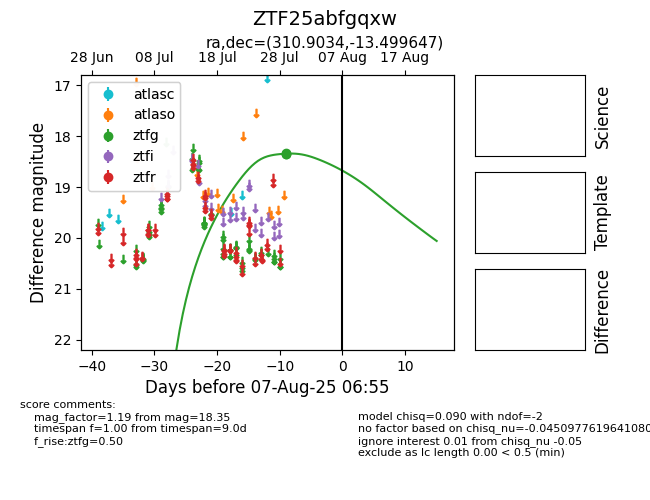 ZTF25abfgqxw
ra,dec=(310.9034,-13.499647)
28 Jun 08 Jul 18 Jul 28 Jul 07 Aug 17 Aug
17
18
19
20
21
22
Difference magnitude
atlasc
atlaso
ztfg
ztfi
ztfr
−40 −30 −20 −10 0 10
Days before 07-Aug-25 06:55
Science
Template
Difference
score comments:
mag_factor=1.19 from mag=18.35
timespan f=1.00 from timespan=9.0d
f_rise:ztfg=0.50
model chisq=0.090 with ndof=-2
no factor based on chisq_nu=-0.0450977619641080
ignore interest 0.01 from chisq_nu -0.05
exclude as lc length 0.00 < 0.5 (min)